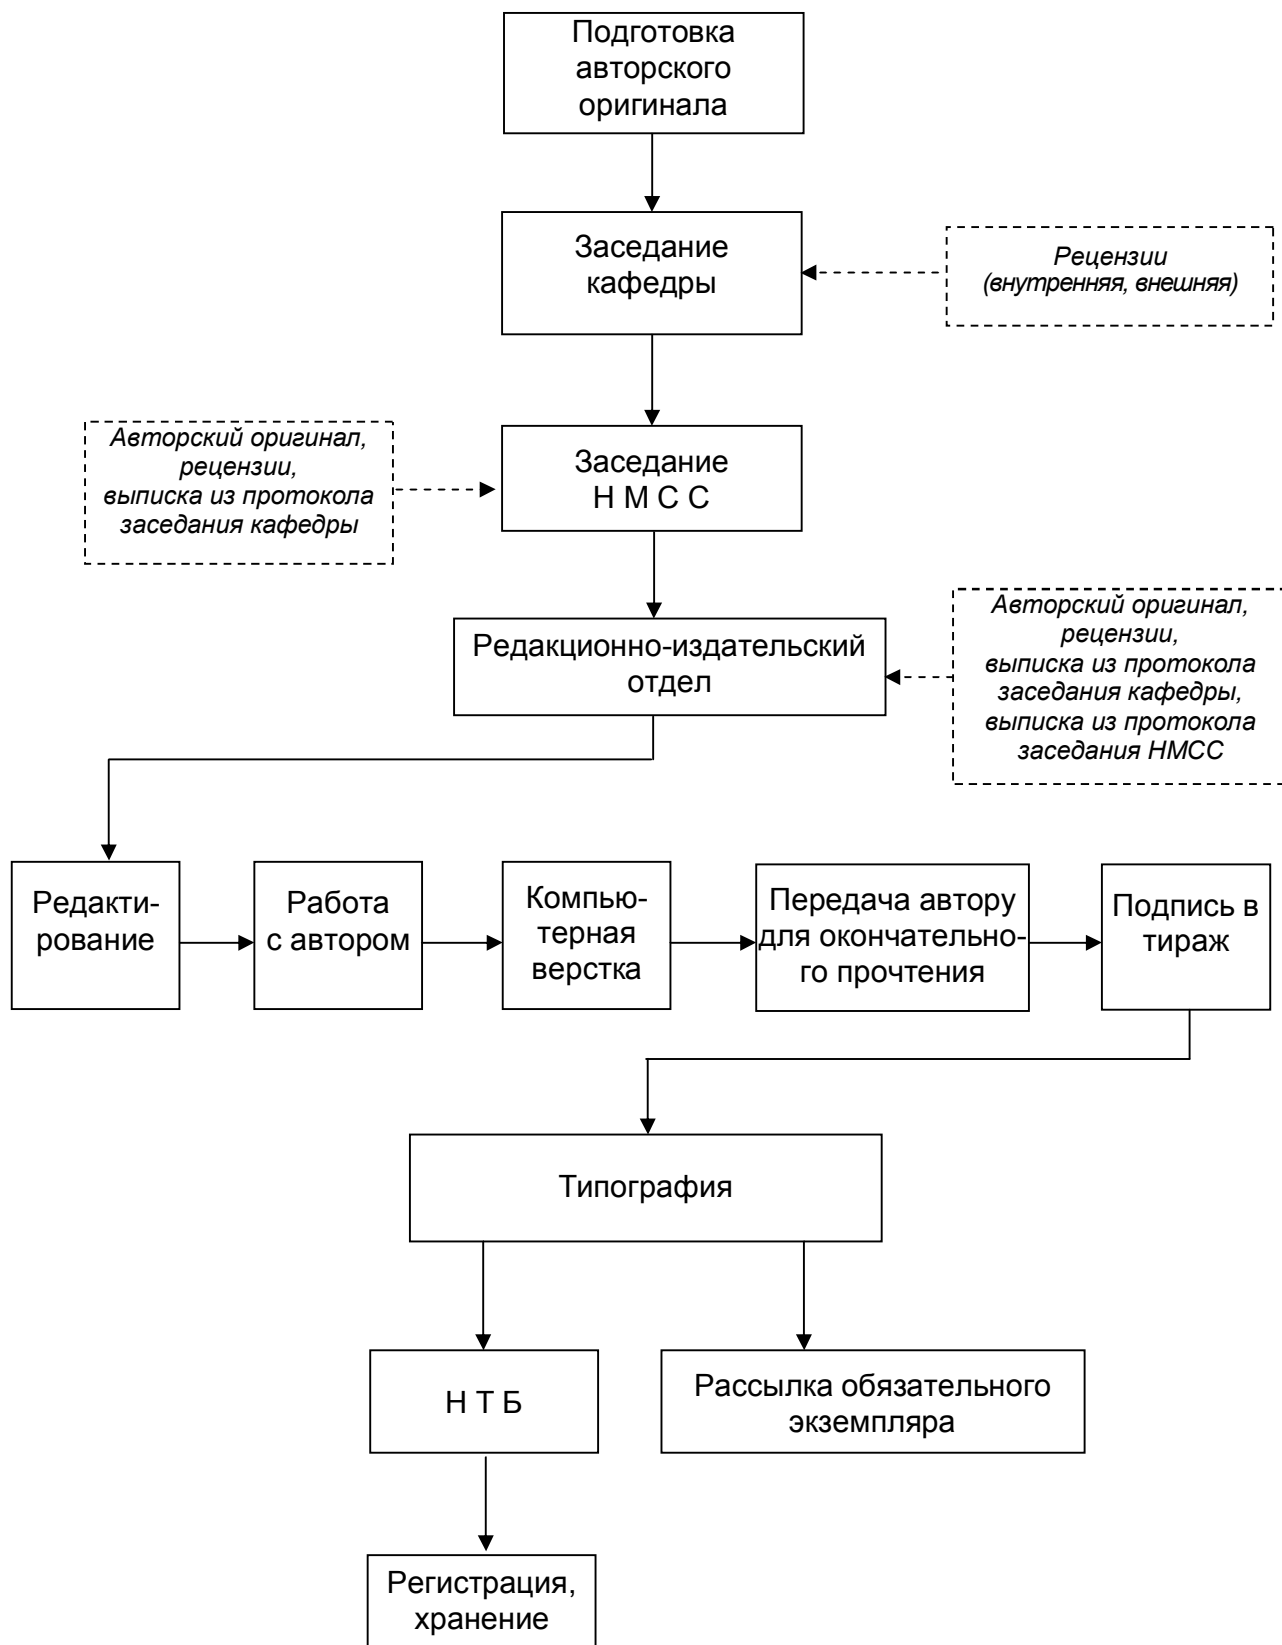 Подготовка
авторского
оригинала
Заседание
кафедры
Рецензии
(внутренняя, внешняя)
Авторский оригинал,
рецензии,
выписка из протокола
заседания кафедры
Заседание
Н М С С
Редакционно-издательский
отдел
Авторский оригинал,
рецензии,
выписка из протокола
заседания кафедры,
выписка из протокола
заседания НМСС
Редакти-
рование
Работа
с автором
Компью-
терная
верстка
Передача автору
для окончательно-
го прочтения
Подпись в
тираж
Типография
Н Т Б
Рассылка обязательного
экземпляра
Регистрация,
хранение